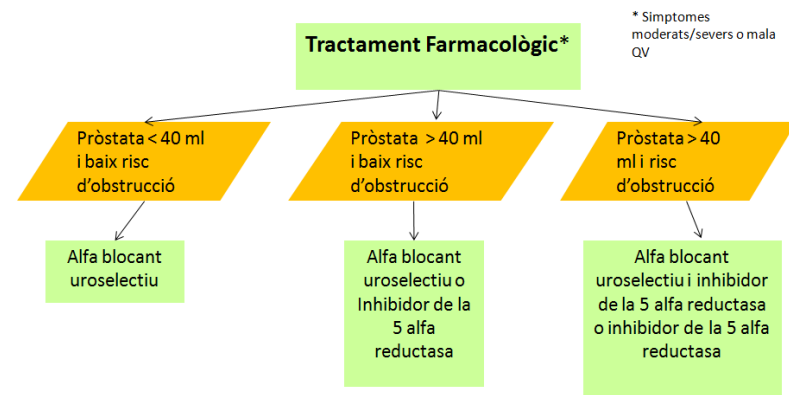 * Simptomes
moderats/severs o mala
QV
Tractament Farmacològic*
Pròstata < 40 ml
i baix risc
d'obstrucció
Pròstata > 40 ml
i baix risc
d'obstrucció
Pròstata > 40
ml i risc
d'obstrucció
Alfa blocant
uroselectiu
Alfa blocant
uroselectiu o
Inhibidor de la
5 alfa
reductasa
Alfa blocant
uroselectiu i inhibidor
de la 5 alfa reductasa
o inhibidor de la 5 alfa
reductasa